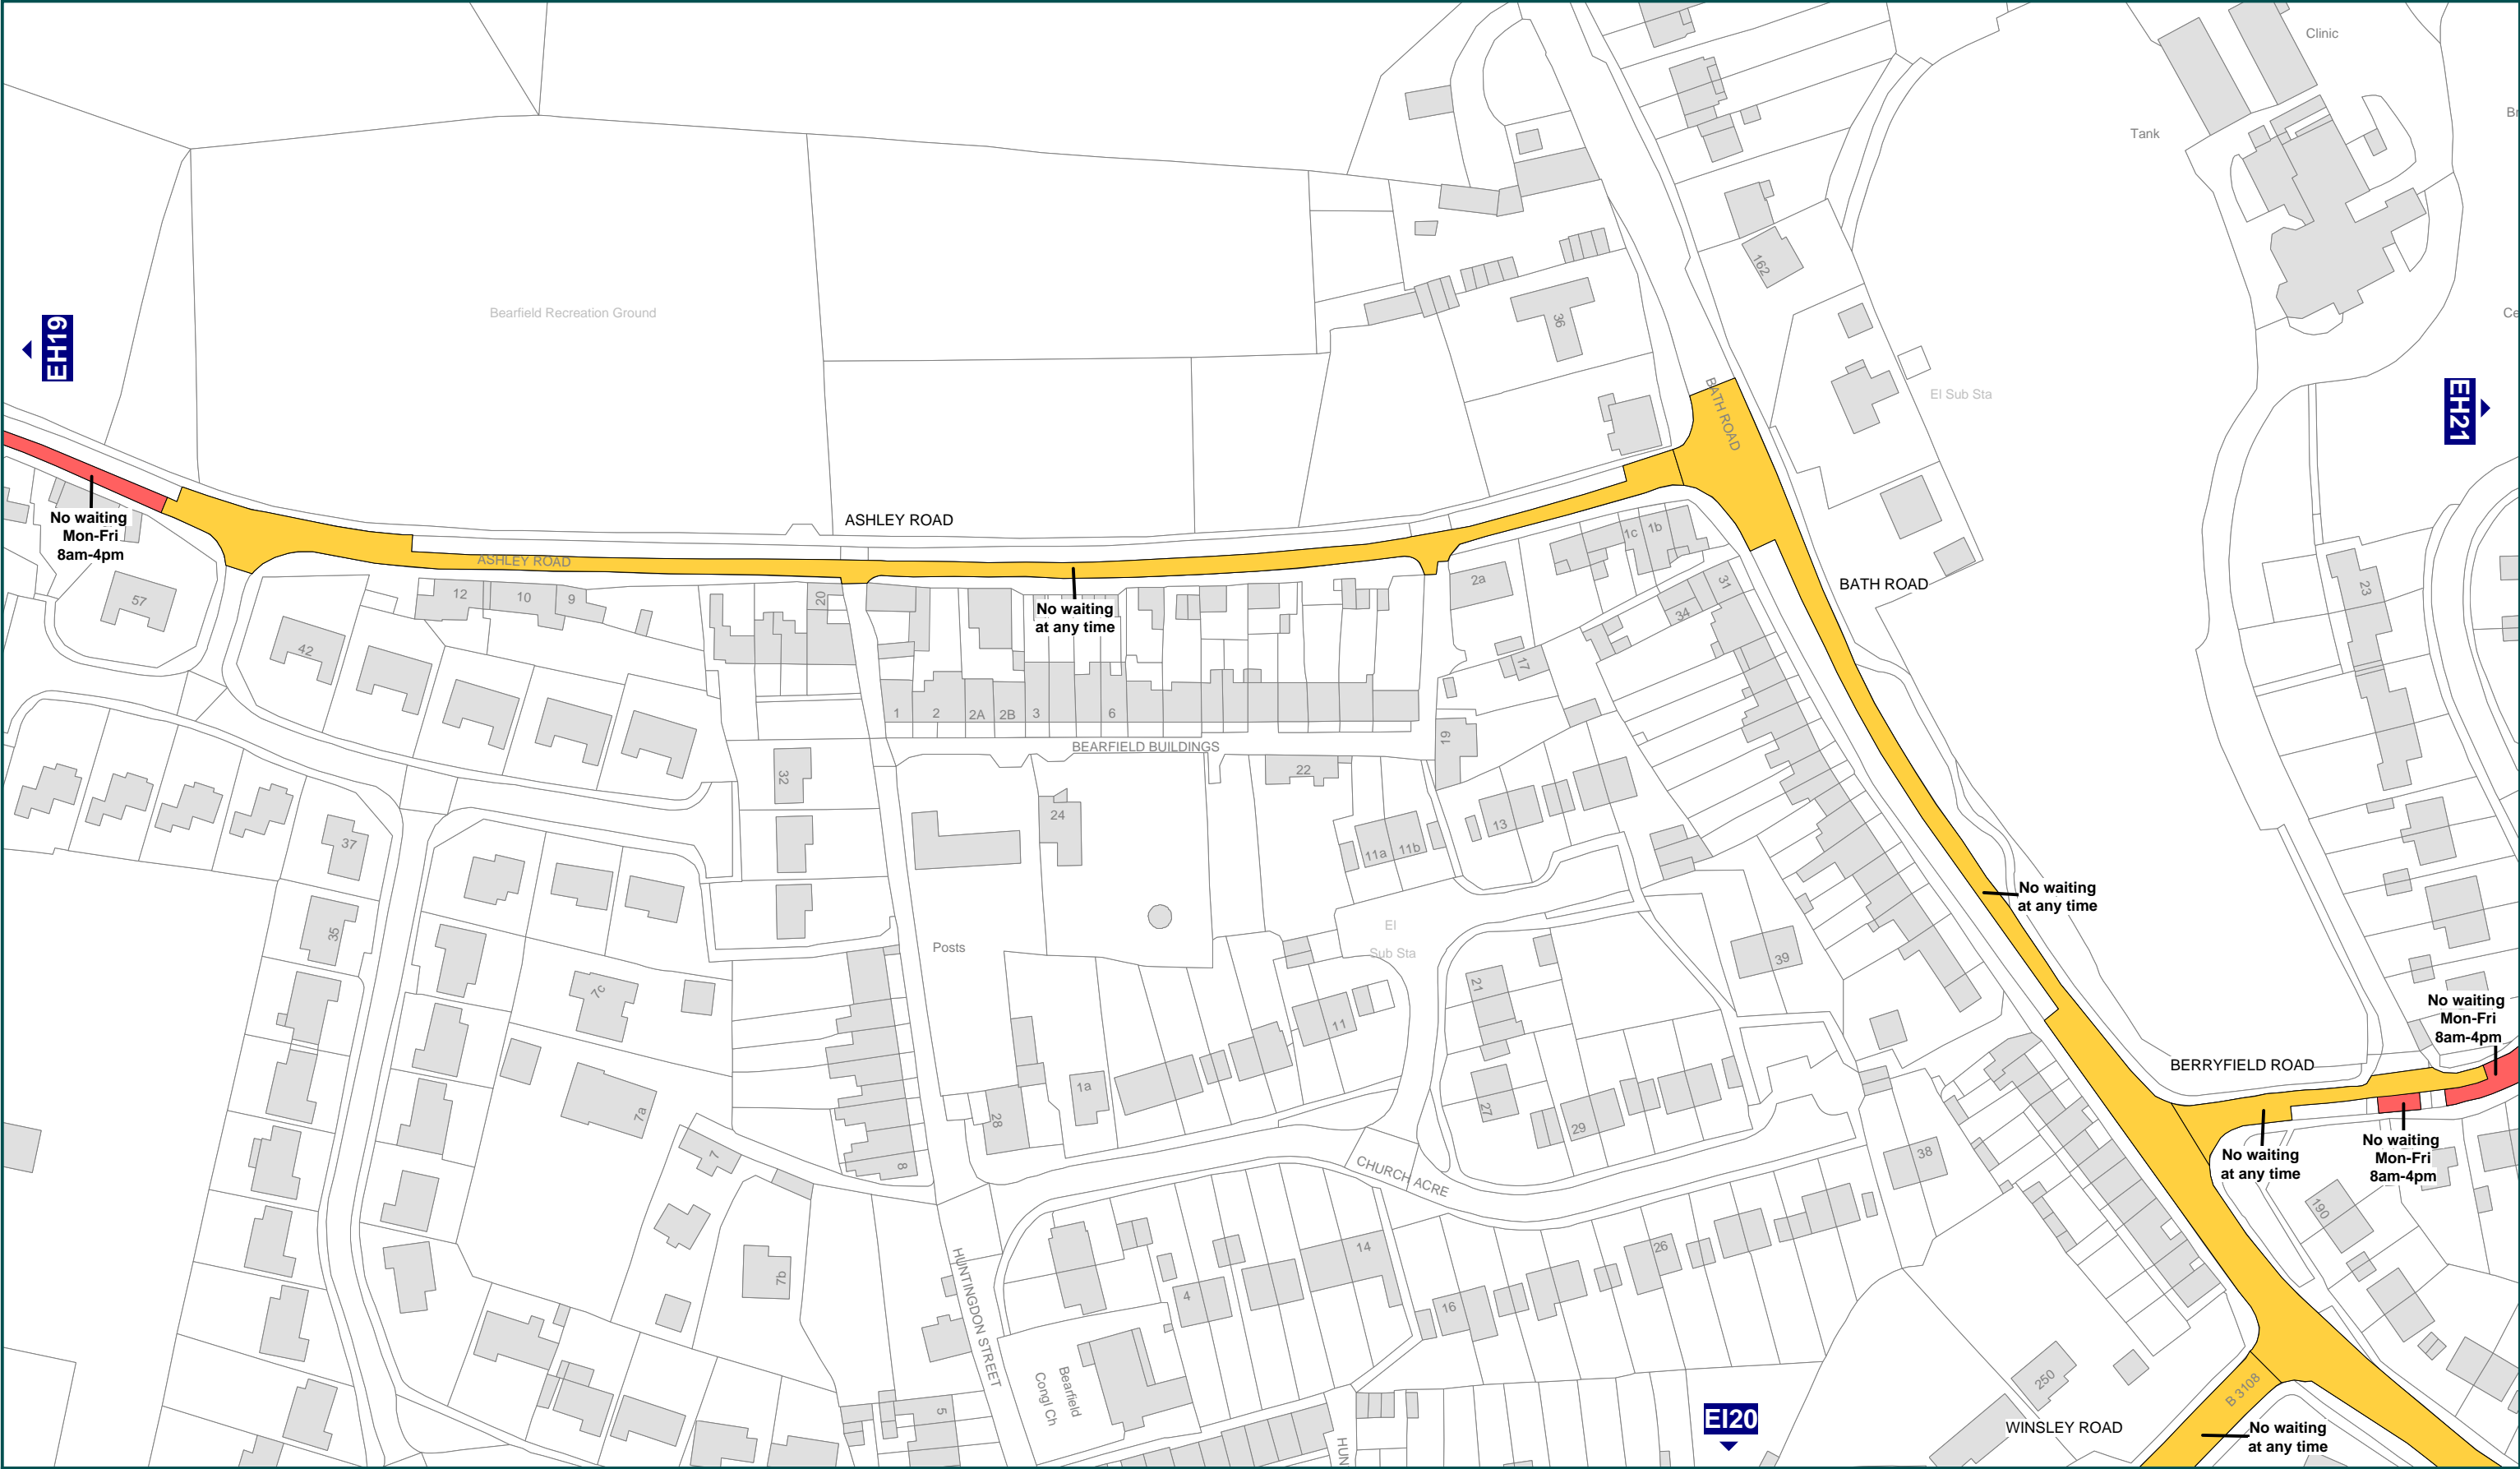 Clinic
Tank
162
EH19
Bearfield Recreation Ground
36
El Sub Sta
BATH ROAD
EH21
No waiting
Mon-Fri
8am-4pm
ASHLEY ROAD
ASHLEY ROAD
57
12
10
9
20
No waiting
at any time
2a
1c
1b
31
34
BATH ROAD
23
42
17
1
2
2A
2B
3
6
BEARFIELD BUILDINGS
19
32
22
24
13
11a
11b
37
35
No waiting
at any time
Posts
El
Sub Sta
39
7c
21
11
No waiting
Mon-Fri
8am-4pm
BERRYFIELD ROAD
1a
7a
28
27
29
7
8
CHURCH ACRE
38
No waiting
at any time
No waiting
Mon-Fri
8am-4pm
190
7b
HUNTINGDON STREET
4
14
26
16
Bearfield
Congl Ch
5
HUN
EI20
250
B 3108
WINSLEY ROAD
No waiting
at any time